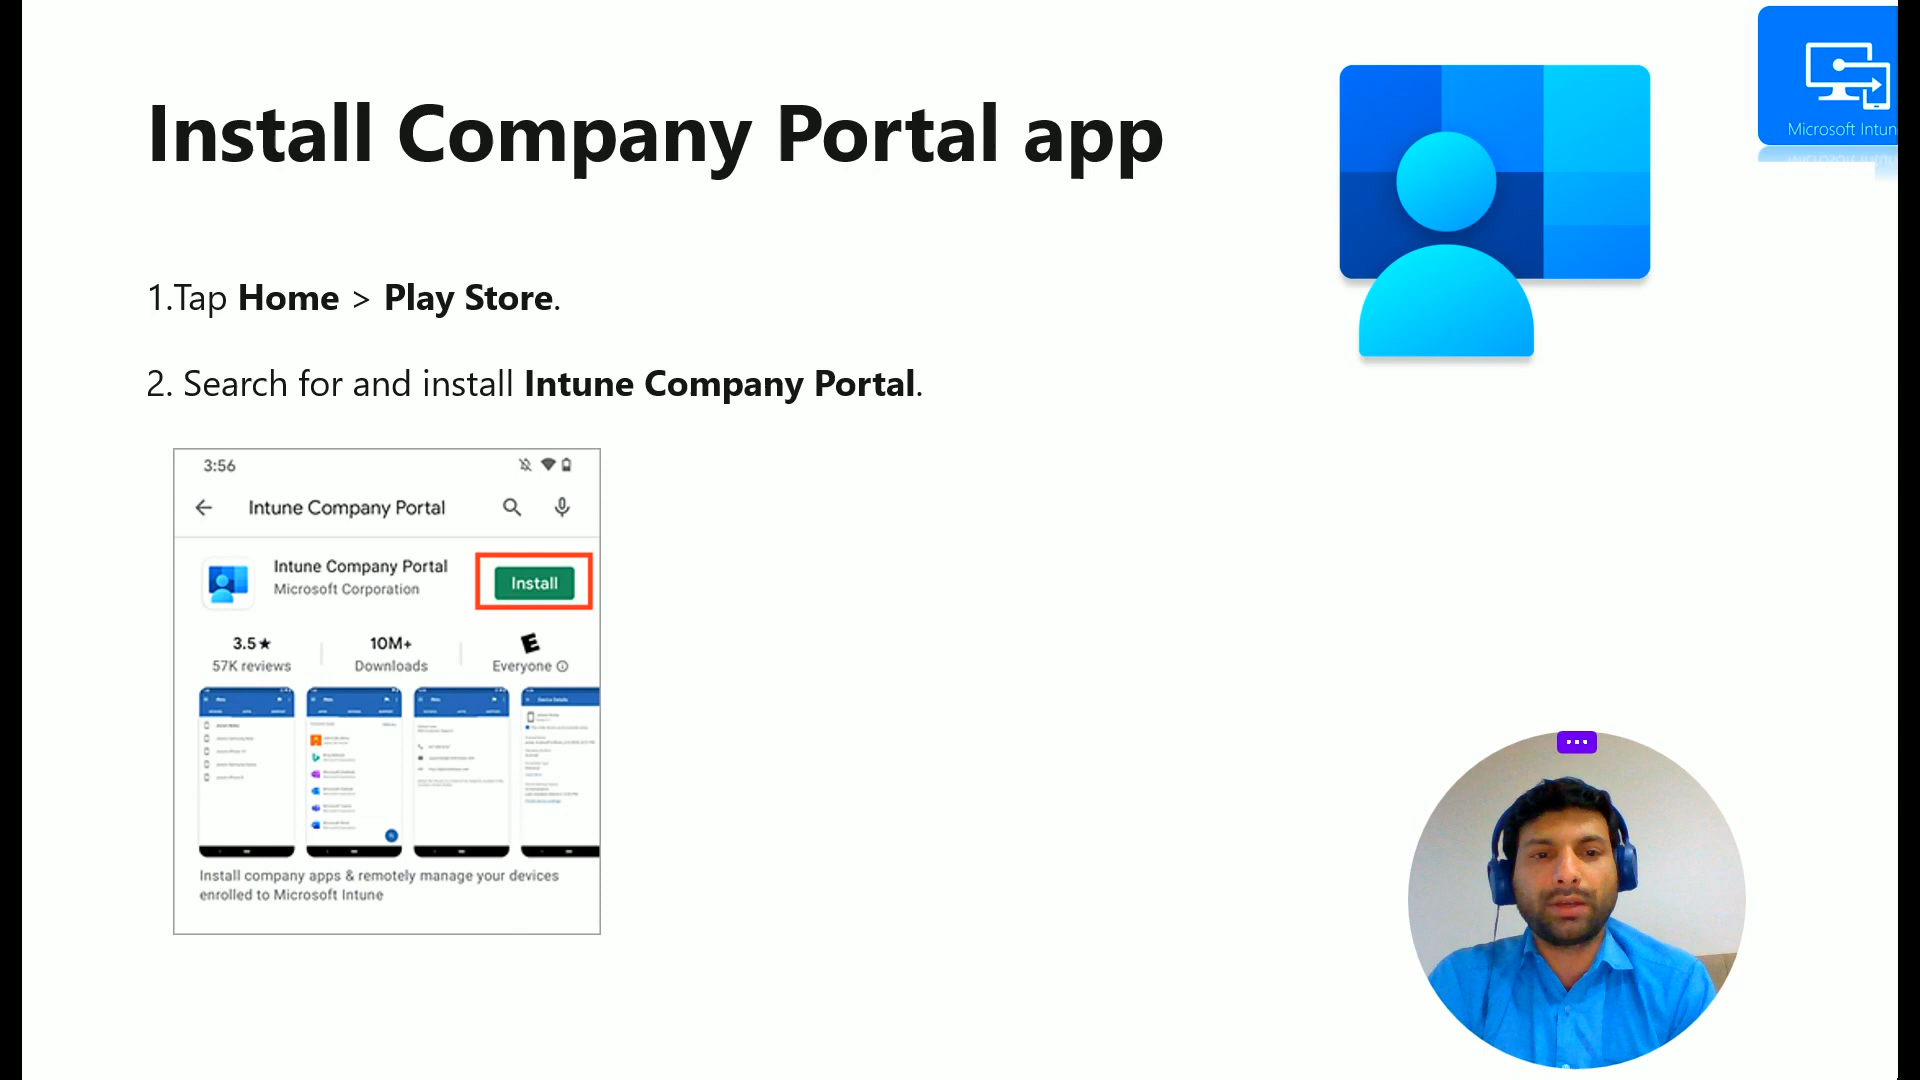 Install Company Portal app
Microsoft Intun
1.Tap Home > Play Store.
2. Search for and install Intune Company Portal.
3:56
Intune Company Portal
Intune Company Portal
Microsoft Corporation
Install
3.5★
57K reviews
10M+
Downloads
E
Everyone
Install company apps & remotely manage your devices
enrolled to Microsoft Intune